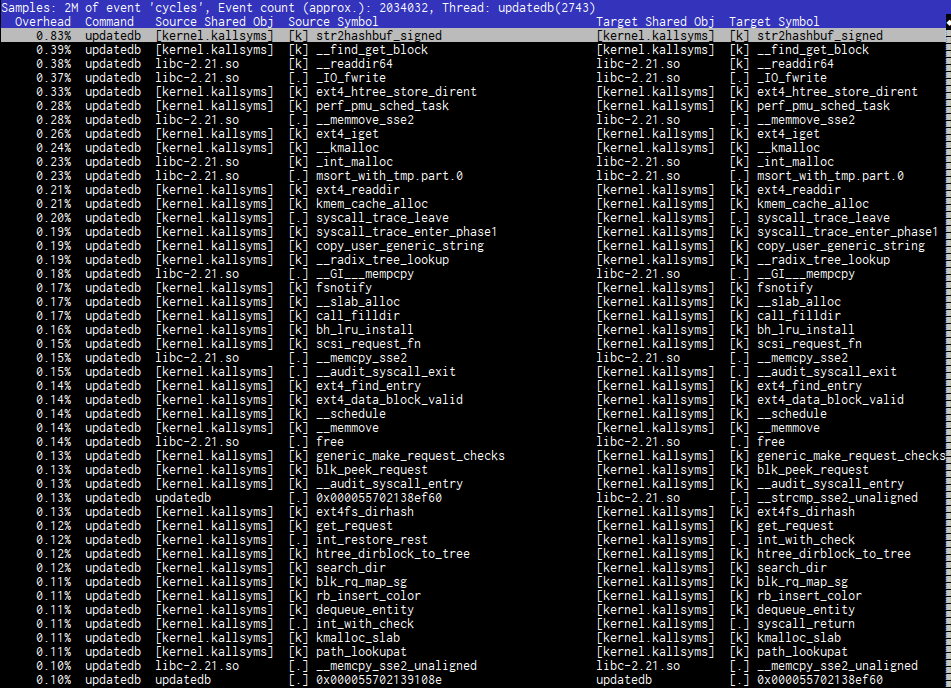 Samples: 2M of event 'cycles', Event count (approx.): 2034032, Thread: updatedb(2743)
Overhead Command Source Shared Obj Source Symbol Target Shared Obj Target Symbol
0.83% updatedb [kernel.kallsyms] [k] str2hashbuf_signed [kernel.kallsyms] [k] str2hashbuf_signed
0.39% updatedb [kernel.kallsyms] [k] __find_get_block [kernel.kallsyms] [k] __find_get_block
0.38% updatedb libc-2.21.so [k] __readdir64 libc-2.21.so [k] __readdir64
0.37% updatedb libc-2.21.so [.] _IO_fwrite libc-2.21.so [.] _IO_fwrite
0.33% updatedb [kernel.kallsyms] [k] ext4_htree_store_dirent [kernel.kallsyms] [k] ext4_htree_store_dirent
0.28% updatedb [kernel.kallsyms] [k] perf_pmu_sched_task [kernel.kallsyms] [k] perf_pmu_sched_task
0.28% updatedb libc-2.21.so [.] __memmove_sse2 libc-2.21.so [.] __memmove_sse2
0.26% updatedb [kernel.kallsyms] [k] ext4_iget [kernel.kallsyms] [k] ext4_iget
0.24% updatedb [kernel.kallsyms] [k] __kmalloc [kernel.kallsyms] [k] __kmalloc
0.23% updatedb libc-2.21.so [.] _int_malloc libc-2.21.so [.] _int_malloc
0.23% updatedb libc-2.21.so [.] msort_with_tmp.part.0 libc-2.21.so [.] msort_with_tmp.part.0
0.21% updatedb [kernel.kallsyms] [k] ext4_readdir [kernel.kallsyms] [k] ext4_readdir
0.21% updatedb [kernel.kallsyms] [k] kmem_cache_alloc [kernel.kallsyms] [k] kmem_cache_alloc
0.20% updatedb [kernel.kallsyms] [.] syscall_trace_leave [kernel.kallsyms] [.] syscall_trace_leave
0.19% updatedb [kernel.kallsyms] [k] syscall_trace_enter_phase1 [kernel.kallsyms] [k] syscall_trace_enter_phase1
0.19% updatedb [kernel.kallsyms] [k] copy_user_generic_string [kernel.kallsyms] [k] copy_user_generic_string
0.19% updatedb [kernel.kallsyms] [.] __radix_tree_lookup [kernel.kallsyms] [.] __radix_tree_lookup
0.18% updatedb libc-2.21.so [.] __GI___mempcpy libc-2.21.so [.] __GI___mempcpy
0.17% updatedb [kernel.kallsyms] [k] fsnotify [kernel.kallsyms] [k] fsnotify
0.17% updatedb [kernel.kallsyms] [k] __slab_alloc [kernel.kallsyms] [k] __slab_alloc
0.17% updatedb [kernel.kallsyms] [k] call_filldir [kernel.kallsyms] [k] call_filldir
0.16% updatedb [kernel.kallsyms] [k] bh_lru_install [kernel.kallsyms] [k] bh_lru_install
0.15% updatedb [kernel.kallsyms] [k] scsi_request_fn [kernel.kallsyms] [k] scsi_request_fn
0.15% updatedb libc-2.21.so [.] __memcpy_sse2 libc-2.21.so [.] __memcpy_sse2
0.15% updatedb [kernel.kallsyms] [.] __audit_syscall_exit [kernel.kallsyms] [.] __audit_syscall_exit
0.14% updatedb [kernel.kallsyms] [k] ext4_find_entry [kernel.kallsyms] [k] ext4_find_entry
0.14% updatedb [kernel.kallsyms] [k] ext4_data_block_valid [kernel.kallsyms] [k] ext4_data_block_valid
0.14% updatedb [kernel.kallsyms] [k] __schedule [kernel.kallsyms] [k] __schedule
0.14% updatedb [kernel.kallsyms] [k] __memmove [kernel.kallsyms] [k] __memmove
0.14% updatedb libc-2.21.so [.] free libc-2.21.so [.] free
0.13% updatedb [kernel.kallsyms] [k] generic_make_request_checks [kernel.kallsyms] [k] generic_make_request_checks
0.13% updatedb [kernel.kallsyms] [k] blk_peek_request [kernel.kallsyms] [k] blk_peek_request
0.13% updatedb [kernel.kallsyms] [k] __audit_syscall_entry [kernel.kallsyms] [k] __audit_syscall_entry
0.13% updatedb updatedb [.] 0x000055702138ef60 libc-2.21.so [.] __strcmp_sse2_unaligned
0.13% updatedb [kernel.kallsyms] [k] ext4fs_dirhash [kernel.kallsyms] [k] ext4fs_dirhash
0.12% updatedb [kernel.kallsyms] [k] get_request [kernel.kallsyms] [k] get_request
0.12% updatedb [kernel.kallsyms] [.] int_restore_rest [kernel.kallsyms] [.] int_with_check
0.12% updatedb [kernel.kallsyms] [k] htree_dirblock_to_tree [kernel.kallsyms] [k] htree_dirblock_to_tree
0.12% updatedb [kernel.kallsyms] [k] search_dir [kernel.kallsyms] [k] search_dir
0.11% updatedb [kernel.kallsyms] [k] blk_rq_map_sg [kernel.kallsyms] [k] blk_rq_map_sg
0.11% updatedb [kernel.kallsyms] [k] rb_insert_color [kernel.kallsyms] [k] rb_insert_color
0.11% updatedb [kernel.kallsyms] [k] dequeue_entity [kernel.kallsyms] [k] dequeue_entity
0.11% updatedb [kernel.kallsyms] [.] int_with_check [kernel.kallsyms] [.] syscall_return
0.11% updatedb [kernel.kallsyms] [k] kmalloc_slab [kernel.kallsyms] [k] kmalloc_slab
0.11% updatedb [kernel.kallsyms] [k] path_lookupat [kernel.kallsyms] [k] path_lookupat
0.10% updatedb libc-2.21.so [.] __memcpy_sse2_unaligned libc-2.21.so [.] __memcpy_sse2_unaligned
0.10% updatedb updatedb [.] 0x000055702139108e updatedb [.] 0x000055702138ef60